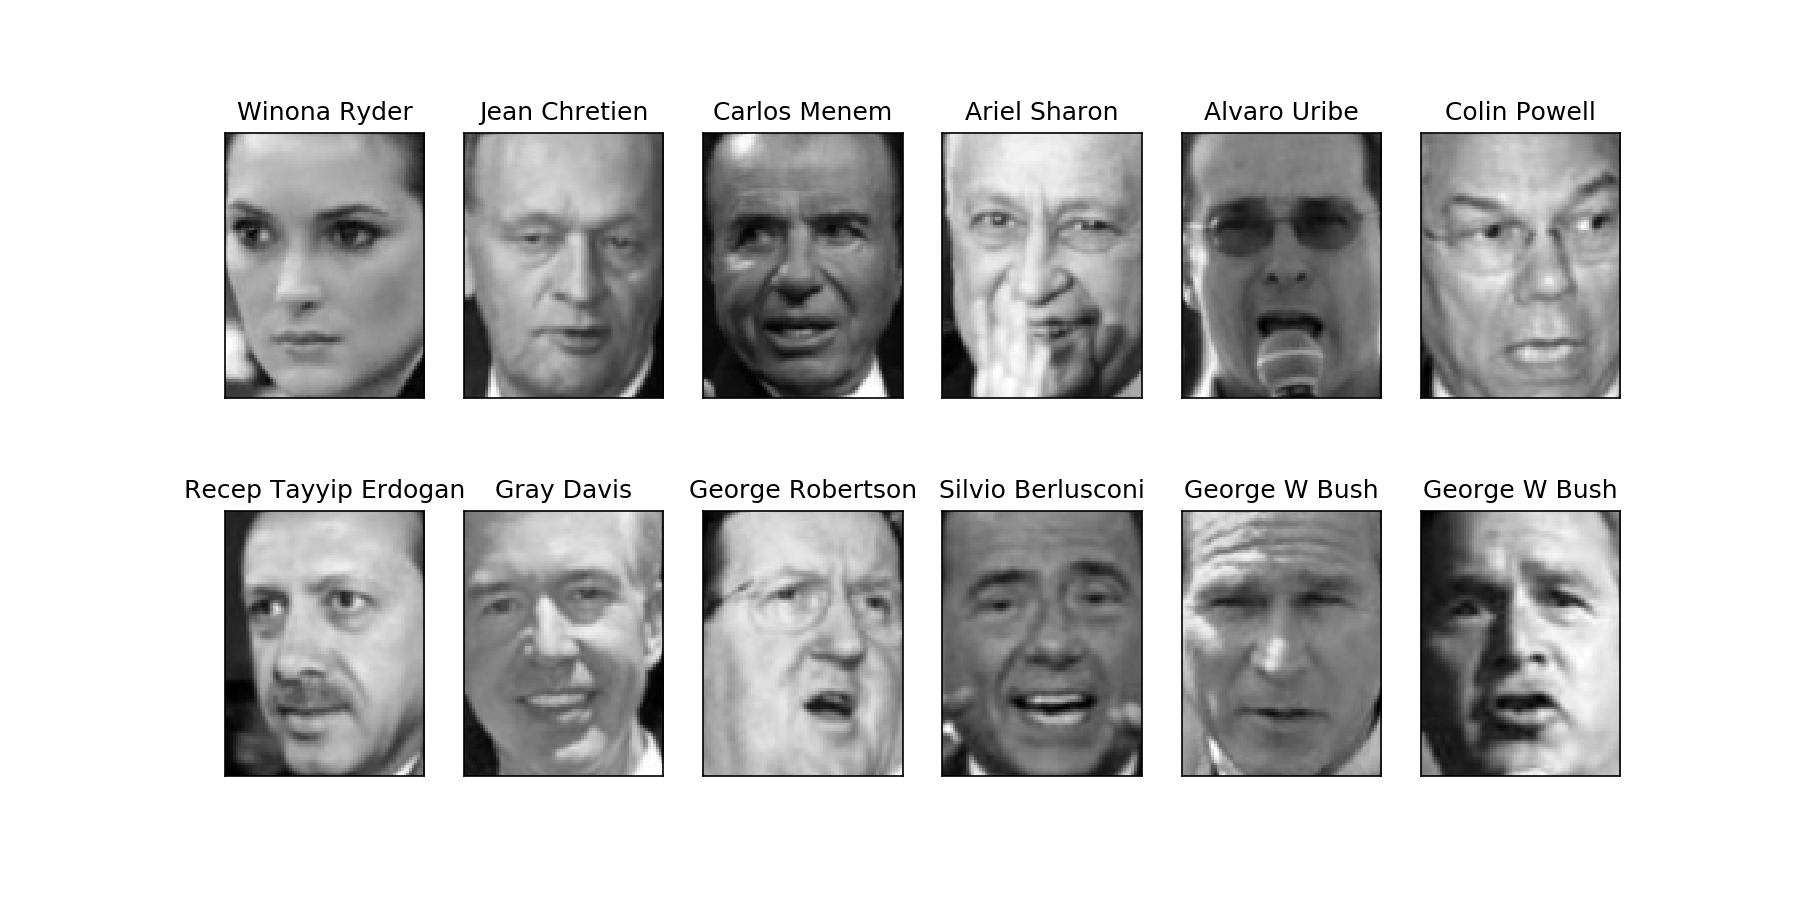 Winona Ryder
Jean Chretien
Carlos Menem
Ariel Sharon
Alvaro Uribe
Colin Powell
Recep Tayyip Erdogan
Gray Davis
George Robertson
Silvio Berlusconi
George W Bush
George W Bush